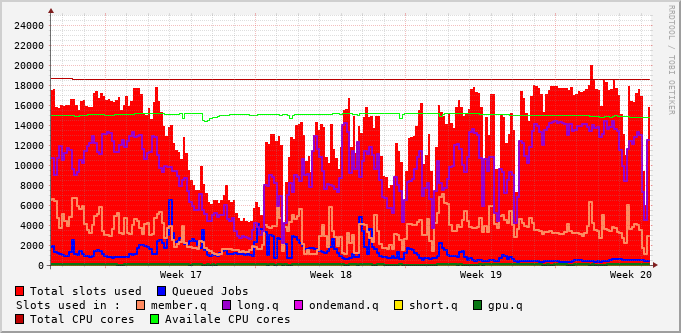 24000
22000
20000
18000
16000
14000
12000
10000
8000
6000
4000
2000
0
Week 17 Week 18 Week 19 Week 20
RRDTOOL / TOBI OETIKER
Total slots used Queued Jobs
Slots used in : member.q long.q ondemand.q short.q gpu.q
Total CPU cores Availale CPU cores